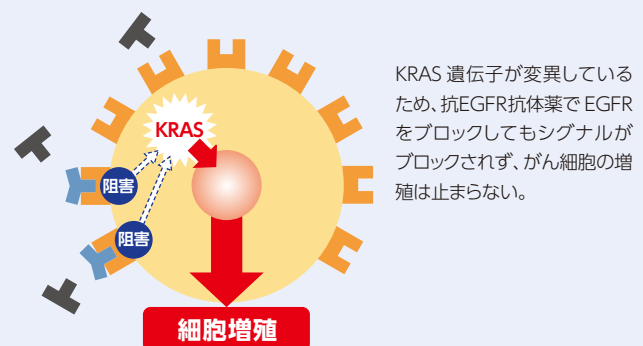 KRAS
阻害
阻害
細胞増殖
KRAS 遺伝子が変異している
ため、抗EGFR抗体薬で EGFR
をブロックしてもシグナルが
ブロックされず、がん細胞の増
殖は止まらない。